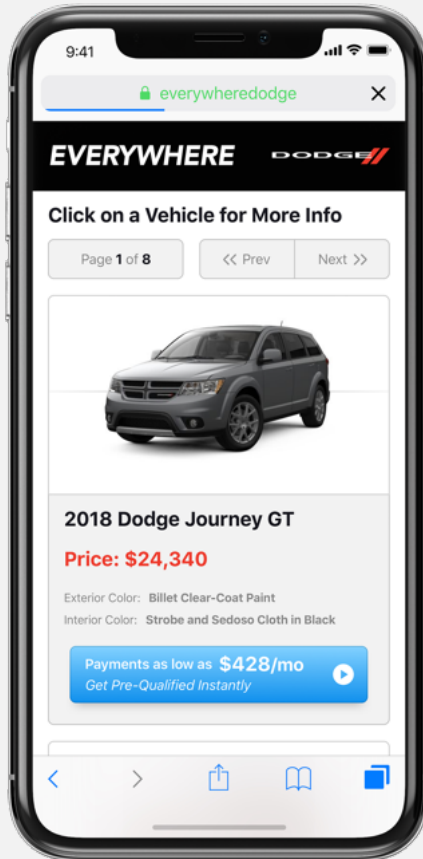 9:41
everywheredodge
EVERYWHERE DODGE
Click on a Vehicle for More Info
Page 1 of 8 << Prev Next >>
2018 Dodge Journey GT
Price: $24,340
Exterior Color: Billet Clear-Coat Paint
Interior Color: Strobe and Sedoso Cloth in Black
Payments as low as $428/mo
Get Pre-Qualified Instantly